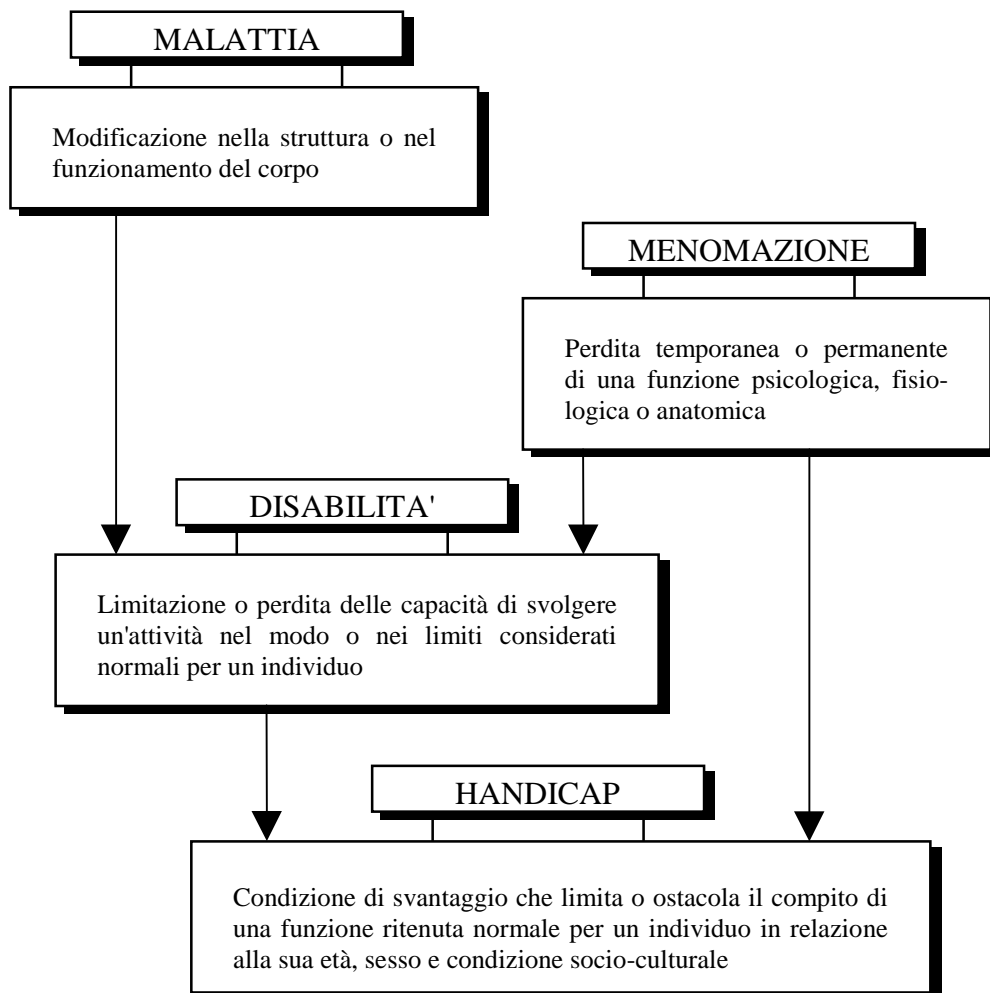 MALATTIA
Modificazione nella struttura o nel
funzionamento del corpo
MENOMAZIONE
Perdita temporanea o permanente
di una funzione psicologica, fisio-
logica o anatomica
DISABILITA'
Limitazione o perdita delle capacità di svolgere
un'attività nel modo o nei limiti considerati
normali per un individuo
HANDICAP
Condizione di svantaggio che limita o ostacola il compito di
una funzione ritenuta normale per un individuo in relazione
alla sua età, sesso e condizione socio-culturale